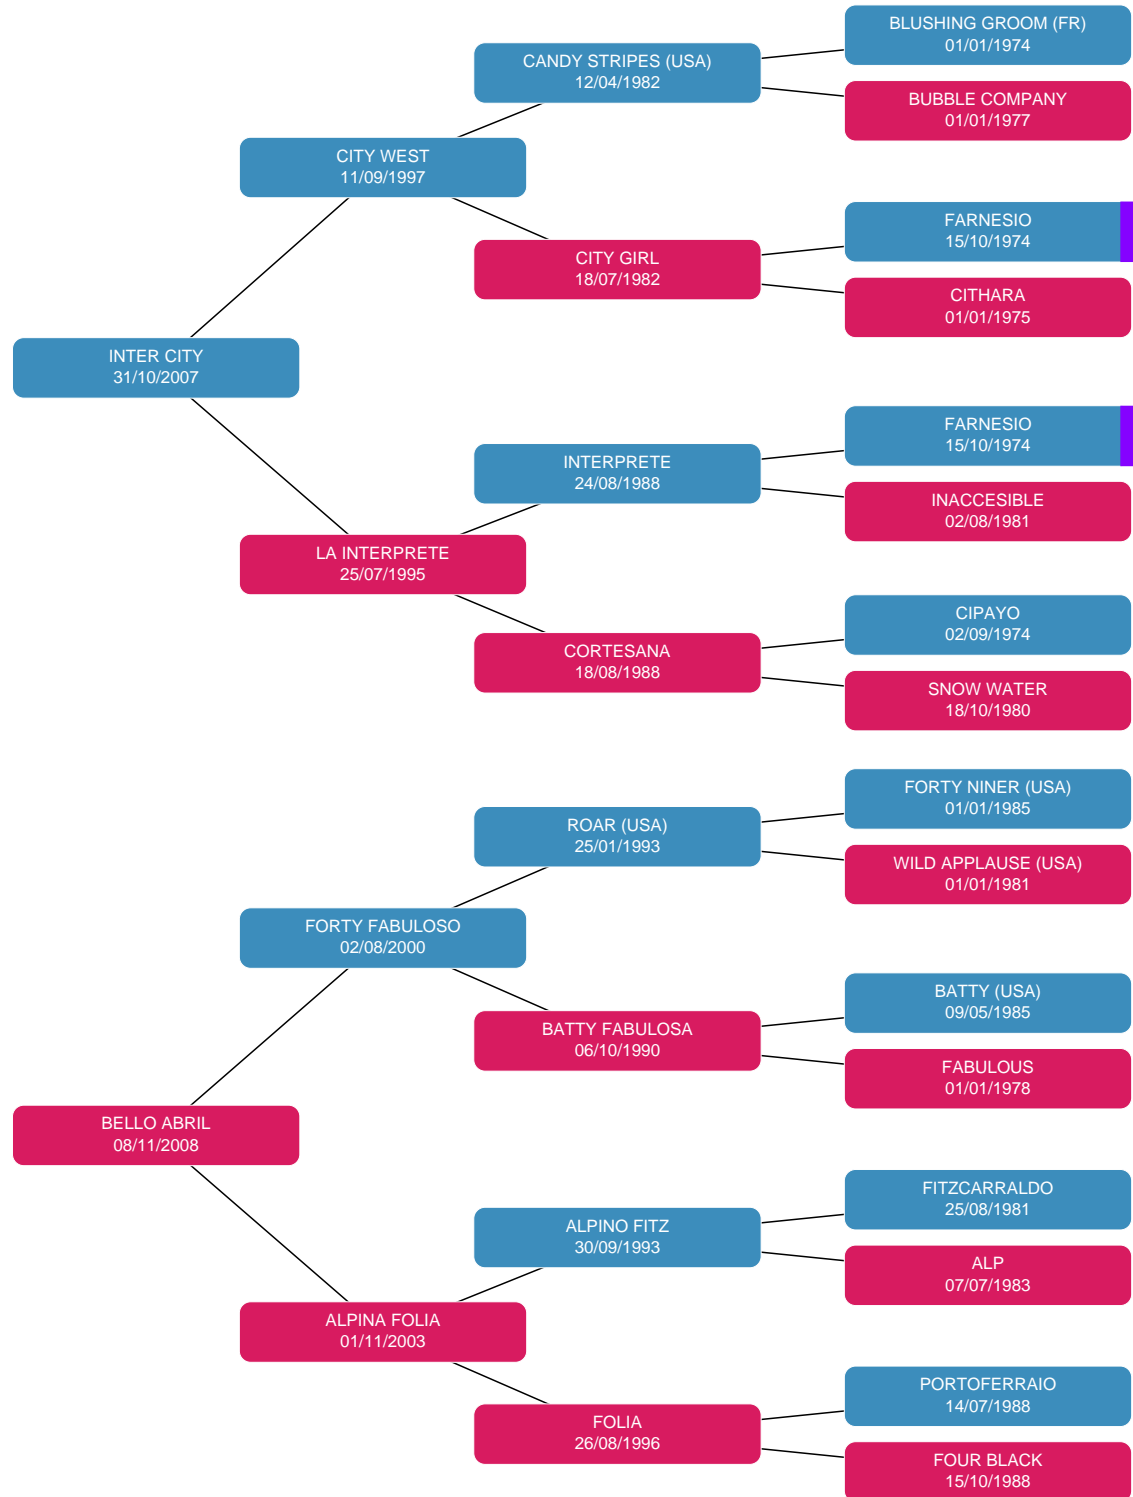 BLUSHING GROOM (FR)
01/01/1974
CANDY STRIPES (USA)
12/04/1982
BUBBLE COMPANY
01/01/1977
CITY WEST
11/09/1997
FARNESIO
15/10/1974
CITY GIRL
18/07/1982
CITHARA
01/01/1975
INTER CITY
31/10/2007
FARNESIO
15/10/1974
INTERPRETE
24/08/1988
INACCESIBLE
02/08/1981
LA INTERPRETE
25/07/1995
CIPAYO
02/09/1974
CORTESANA
18/08/1988
SNOW WATER
18/10/1980
FORTY NINER (USA)
01/01/1985
ROAR (USA)
25/01/1993
WILD APPLAUSE (USA)
01/01/1981
FORTY FABULOSO
02/08/2000
BATTY (USA)
09/05/1985
BATTY FABULOSA
06/10/1990
FABULOUS
01/01/1978
BELLO ABRIL
08/11/2008
FITZCARRALDO
25/08/1981
ALPINO FITZ
30/09/1993
ALP
07/07/1983
ALPINA FOLIA
01/11/2003
PORTOFERRAIO
14/07/1988
FOLIA
26/08/1996
FOUR BLACK
15/10/1988